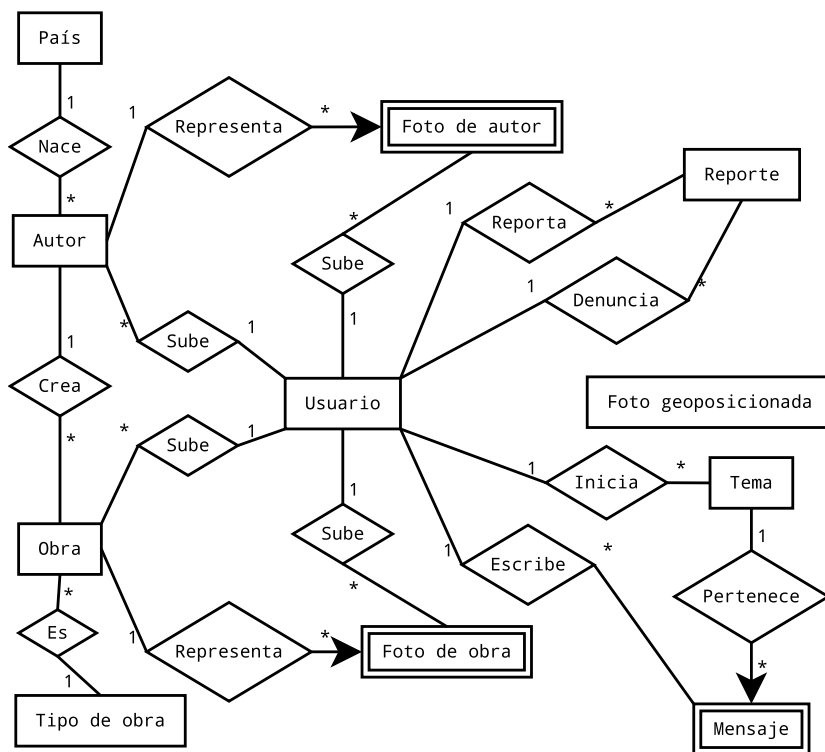 País
1
Nace
*
Autor
1
Representa
*
Foto de autor
*
Sube
1
1
Reporta
*
Reporte
1
Denuncia
*
*
Sube
1
1
Crea
*
Usuario
Foto geoposicionada
*
Sube
1
1
Inicia
*
Tema
1
Sube
*
1
Escribe
*
1
Pertenece
*
Obra
*
Es
1
Tipo de obra
1
Representa
*
Foto de obra
Mensaje